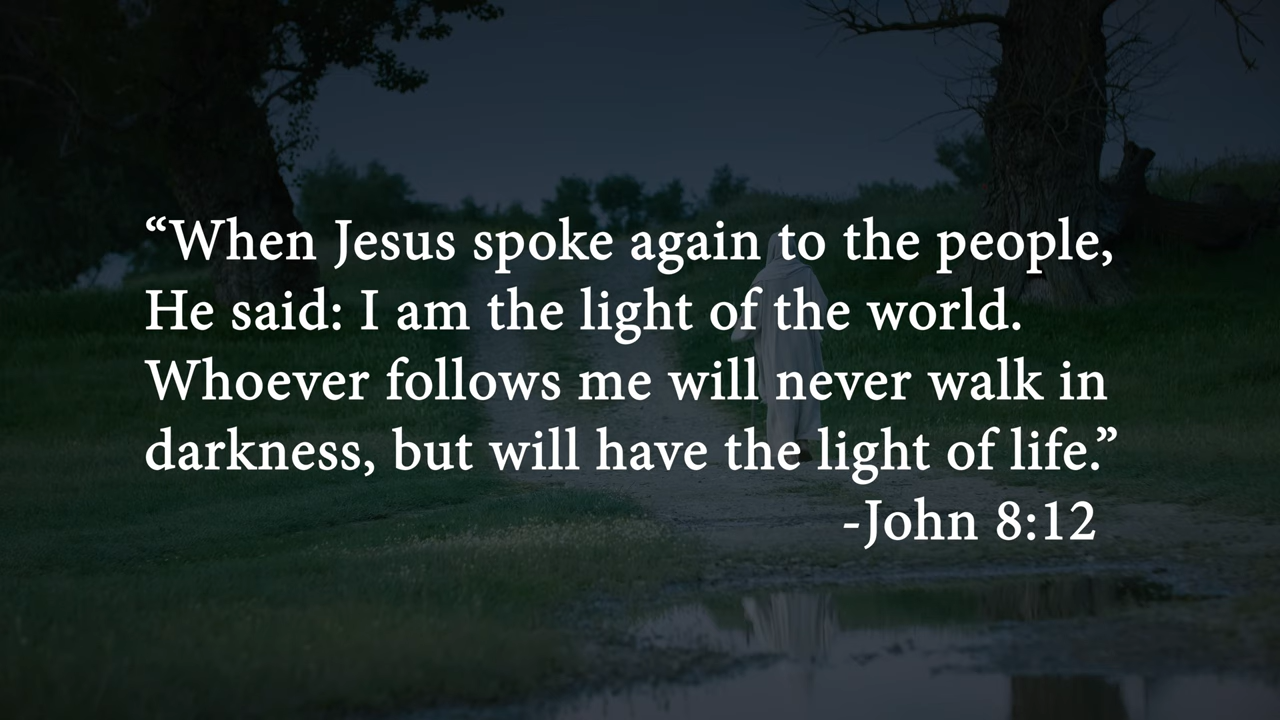 “When Jesus spoke again to the people,
He said: I am the light of the world.
Whoever follows me will never walk in
darkness, but will have the light of life.”
-John 8:12